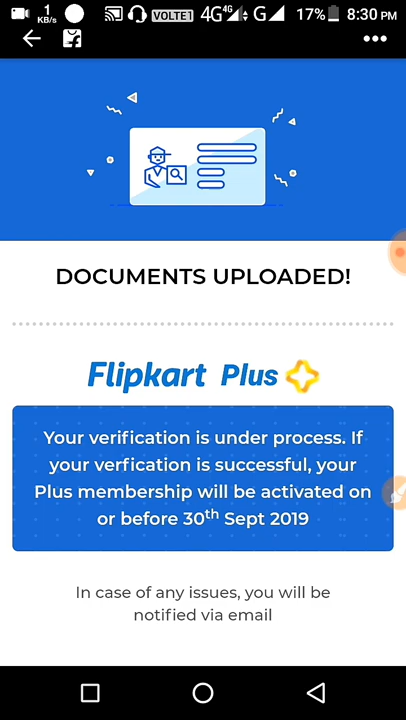 1 KB/s VOLTE1 4G 4G G 17% 8:30 PM
DOCUMENTS UPLOADED!
Flipkart Plus
Your verification is under process. If
your verfication is successful, your
Plus membership will be activated on
or before 30th Sept 2019
In case of any issues, you will be
notified via email